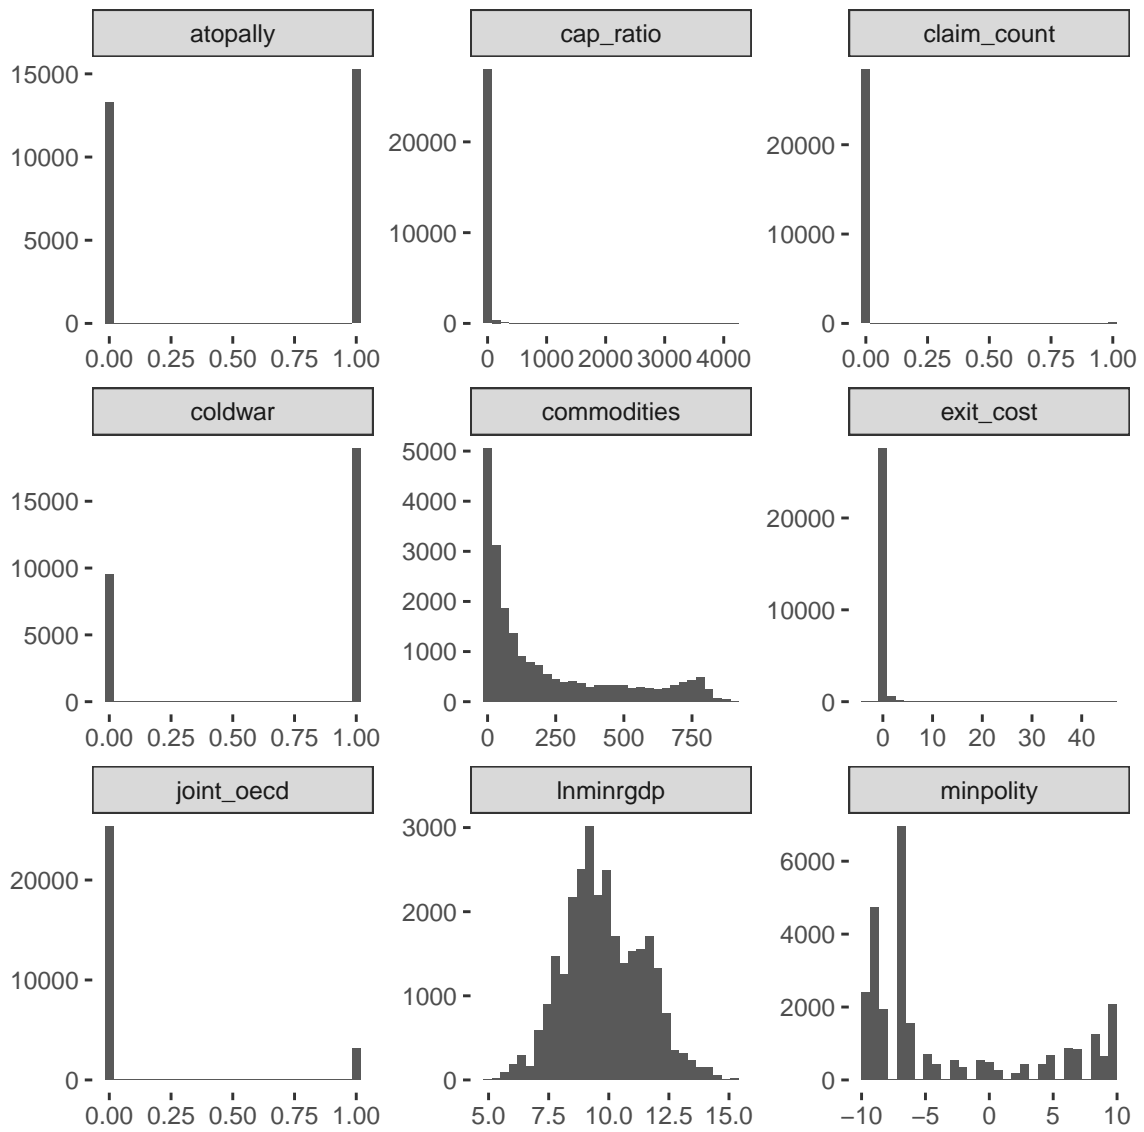 atopally cap_ratio claim_count
15000
10000
5000
0
20000
10000
0
20000
10000
0
0.00 0.25 0.50 0.75 1.00
0 1000 2000 3000 4000
0.00 0.25 0.50 0.75 1.00
coldwar commodities exit_cost
15000
10000
5000
0
5000
4000
3000
2000
1000
0
20000
10000
0
0.00 0.25 0.50 0.75 1.00
0 250 500 750
0 10 20 30 40
joint_oecd lnminrgdp minpolity
20000
10000
0
3000
2000
1000
0
6000
4000
2000
0
0.00 0.25 0.50 0.75 1.00
5.0 7.5 10.0 12.5 15.0
−10 −5 0 5 10